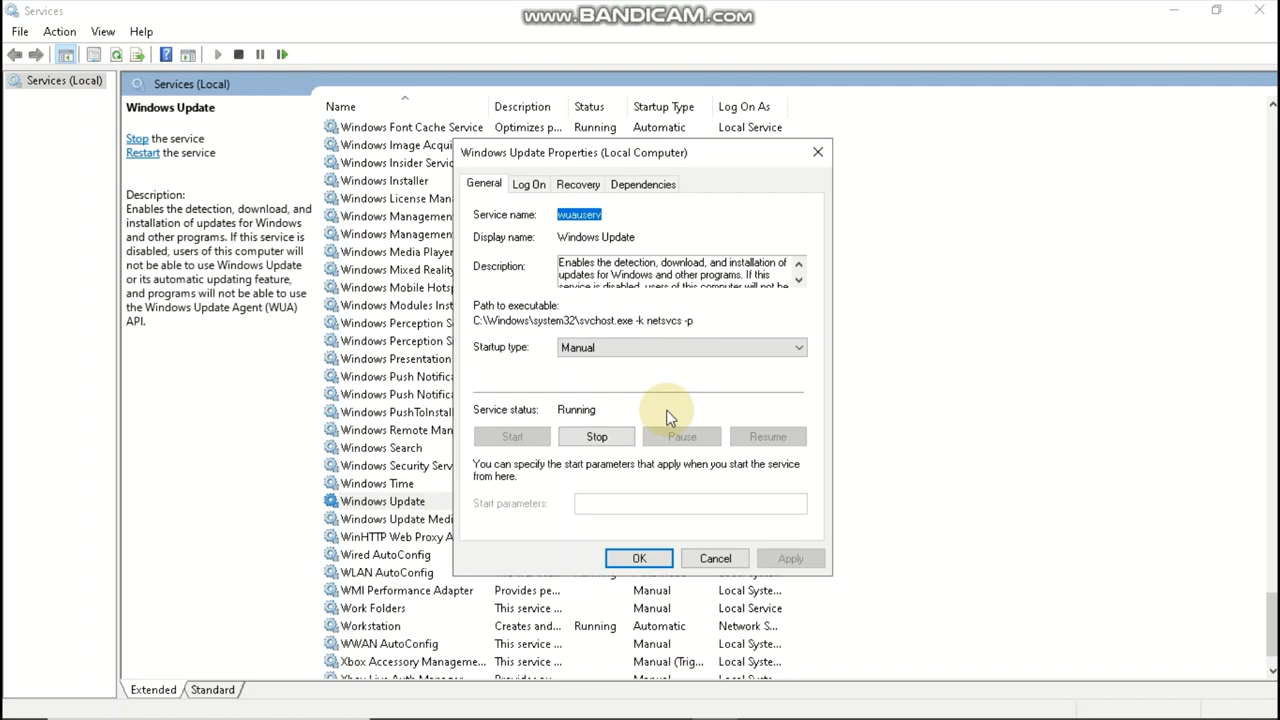 Services
www.BANDICAM.com
File Action View Help
Services (Local)
Services (Local)
Windows Update
Stop the service
Restart the service
Description:
Enables the detection, download, and
installation of updates for Windows
and other programs. If this service is
disabled, users of this computer will
not be able to use Windows Update
or its automatic updating feature,
and programs will not be able to use
the Windows Update Agent (WUA)
API.
Name Description Status Startup Type Log On As
Windows Font Cache Service Optimizes p... Running Automatic Local Service
Windows Image Acqui
Windows Insider Servic
Windows Installer
Windows License Man
Windows Management
Windows Management
Windows Media Player
Windows Mixed Reality
Windows Mobile Hots
Windows Modules Inst
Windows Perception S
Windows Perception S
Windows Presentation
Windows Push Notifica
Windows Push Notifica
Windows PushToInstall
Windows Remote Man
Windows Search
Windows Security Serv
Windows Time
Windows Update
Windows Update Medi
WinHTTP Web Proxy A
Wired AutoConfig
WLAN AutoConfig
WMI Performance Adapter Provides pe... Manual Local Syste...
Work Folders This service ... Manual Local Service
Workstation Creates and... Running Automatic Network S...
WWAN AutoConfig This service ... Manual Local Syste...
Xbox Accessory Manageme... This service ... Manual (Trig... Local Syste...
Windows Update Properties (Local Computer)
General Log On Recovery Dependencies
Service name: wuauserv
Display name: Windows Update
Description: Enables the detection, download, and installation of
updates for Windows and other programs. If this
service is disabled, users of this computer will not be
Path to executable:
C:\Windows\system32\svchost.exe -k netsvcs -p
Startup type: Manual
Service status: Running
Start Stop Pause Resume
You can specify the start parameters that apply when you start the service
from here.
Start parameters:
OK Cancel Apply
Extended Standard